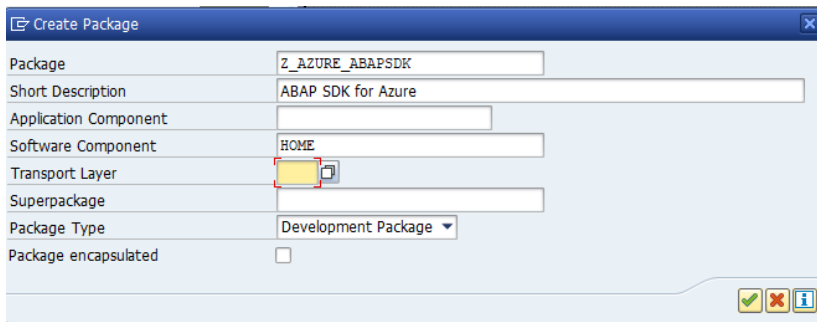 Create Package
Package Z_AZURE_ABAPSDK
Short Description ABAP SDK for Azure
Application Component
Software Component HOME
Transport Layer
Superpackage
Package Type Development Package
Package encapsulated